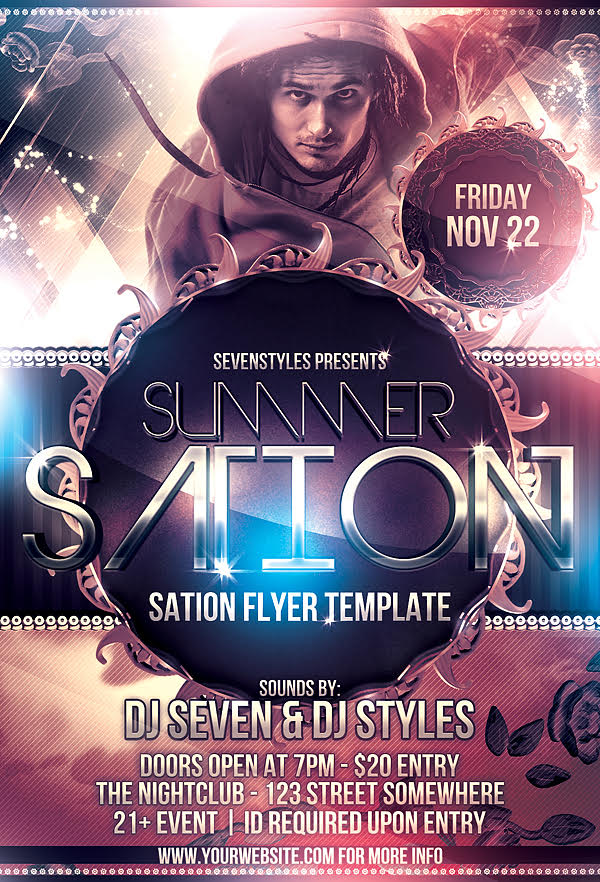 FRIDAY
NOV 22
SEVENSTYLES PRESENTS
SUMMER
SATION
SATION FLYER TEMPLATE
SOUNDS BY:
DJ SEVEN & DJ STYLES
DOORS OPEN AT 7PM - $20 ENTRY
THE NIGHTCLUB - 123 STREET SOMEWHERE
21+ EVENT | ID REQUIRED UPON ENTRY
WWW.YOURWEBSITE.COM FOR MORE INFO